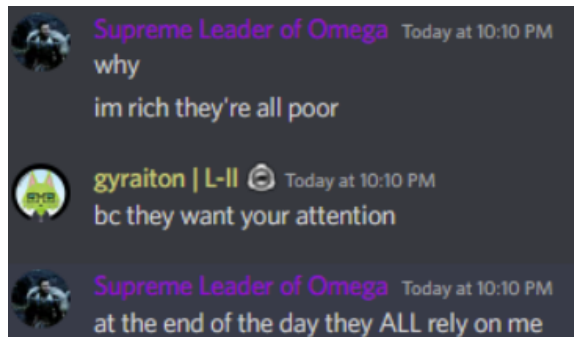 Supreme Leader of Omega Today at 10:10 PM
why
im rich they're all poor
gyraiton | L-II Today at 10:10 PM
bc they want your attention
Supreme Leader of Omega Today at 10:10 PM
at the end of the day they ALL rely on me